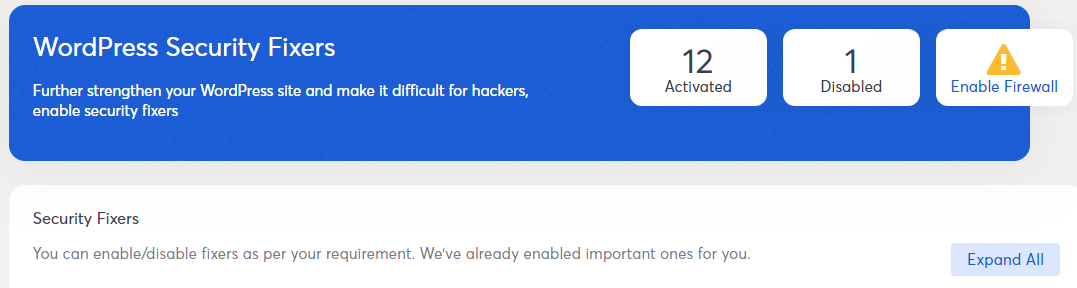 WordPress Security Fixers
Further strengthen your WordPress site and make it difficult for hackers,
enable security fixers
12
Activated
1
Disabled
Enable Firewall
Security Fixers
You can enable/disable fixers as per your requirement. We've already enabled important ones for you.
Expand All